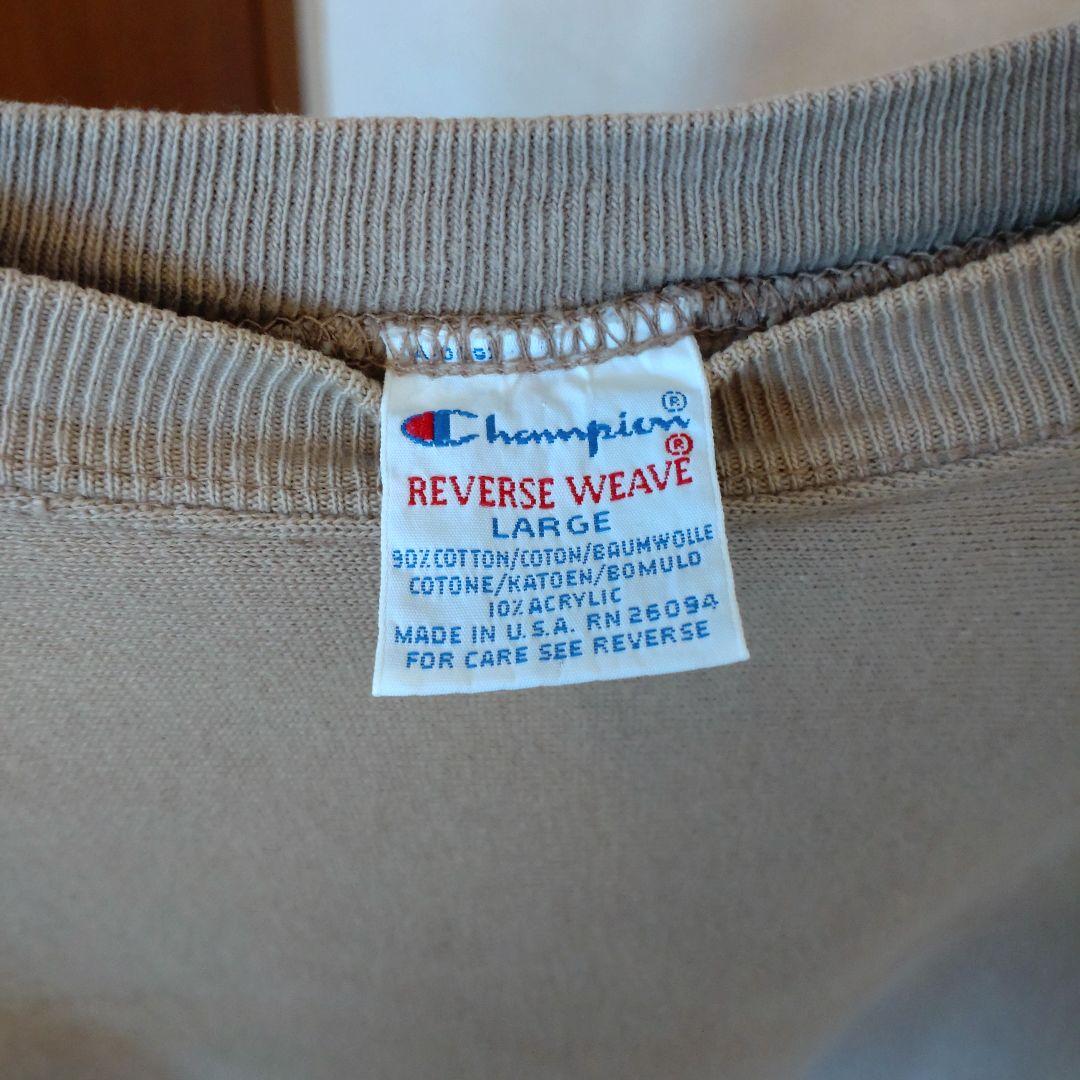 Champion®
REVERSE WEAVE®
LARGE
90% COTTON/COTON/BAUMWOLLE
COTONE/KATOEN/BOMULD
10% ACRYLIC
MADE IN U.S.A. RN 26094
FOR CARE SEE REVERSE